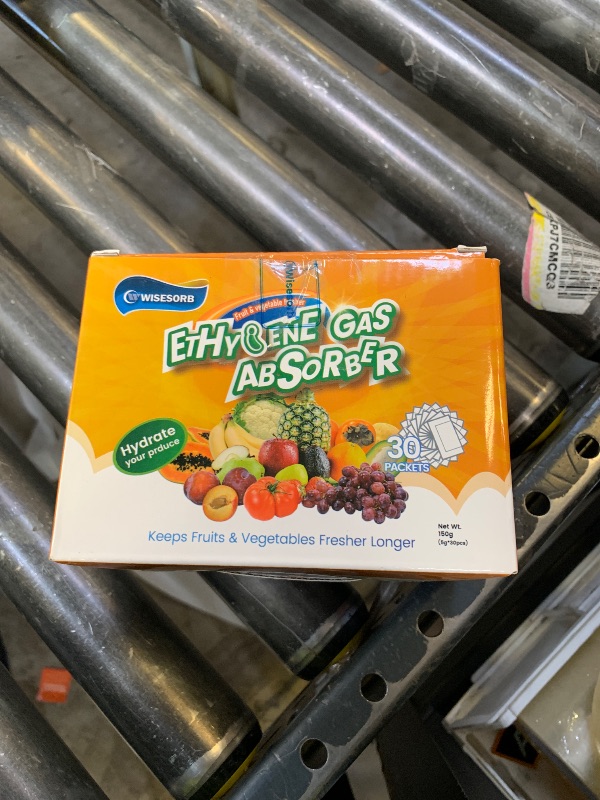 WISESORB
Fruit & vegetable
ETHYLENE GAS
ABSORBER
Hydrate
your prduce
30
PACKETS
Keeps Fruits & Vegetables Fresher Longer
Net Wt.
150g
(5g*30pcs)
PJ7CMCQ3